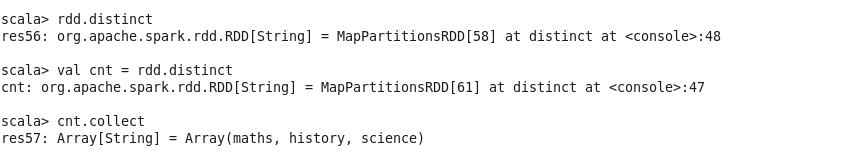 scala> rdd.distinct
res56: org.apache.spark.rdd.RDD[String] = MapPartitionsRDD[58] at distinct at <console>:48
scala> val cnt = rdd.distinct
cnt: org.apache.spark.rdd.RDD[String] = MapPartitionsRDD[61] at distinct at <console>:47
scala> cnt.collect
res57: Array[String] = Array(maths, history, science)